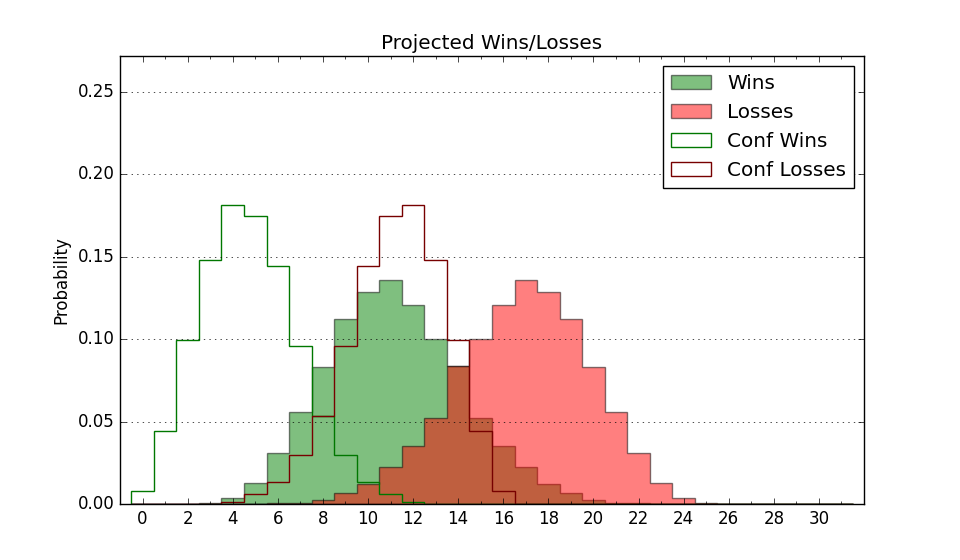 Projected Wins/Losses
Wins
Losses
Conf Wins
Conf Losses
Probability
0.25
0.20
0.15
0.10
0.05
0.00
0 2 4 6 8 10 12 14 16 18 20 22 24 26 28 30